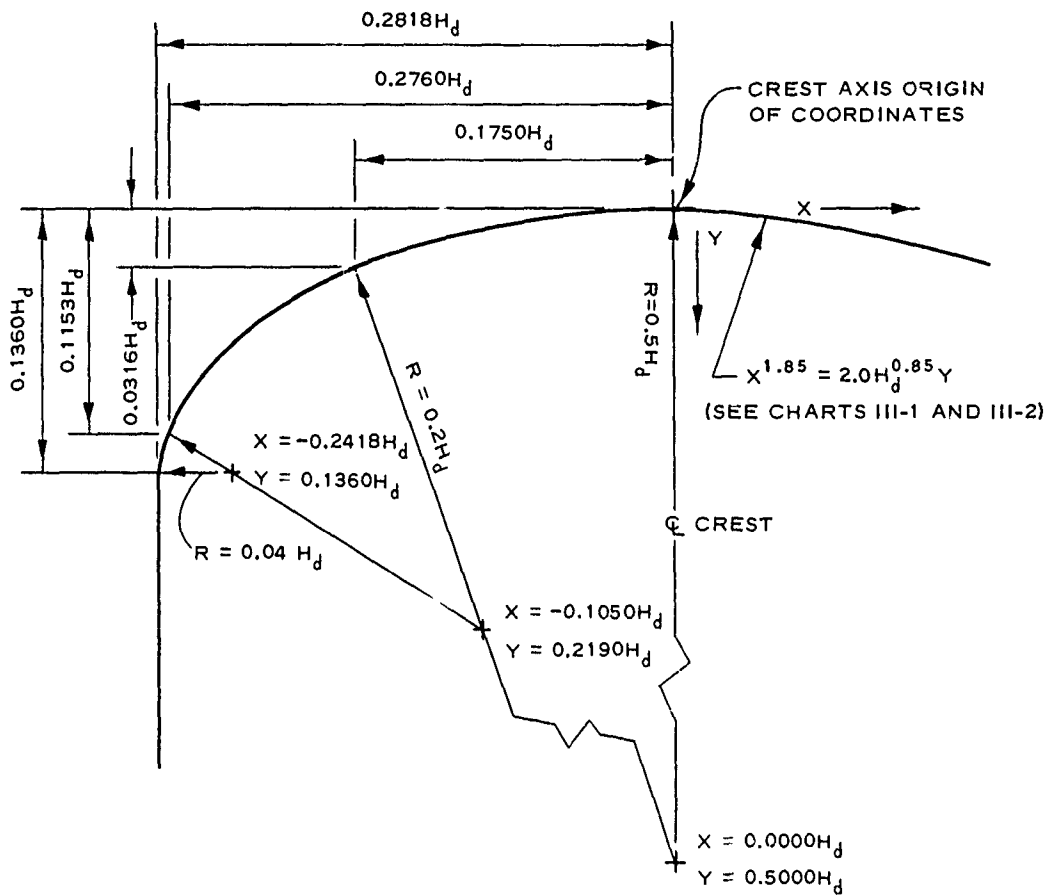 0.2818H_d
0.2760H_d
CREST AXIS ORIGIN
OF COORDINATES
0.1750H_d
X
Y
0.1360H_d
0.1153H_d
0.0316H_d
R=0.5H_d
R = 0.2H_d
X^1.85 = 2.0H_d^0.85 Y
(SEE CHARTS III-1 AND III-2)
X = -0.2418H_d
Y = 0.1360H_d
℄ CREST
R = 0.04 H_d
X = -0.1050H_d
Y = 0.2190H_d
X = 0.0000H_d
Y = 0.5000H_d